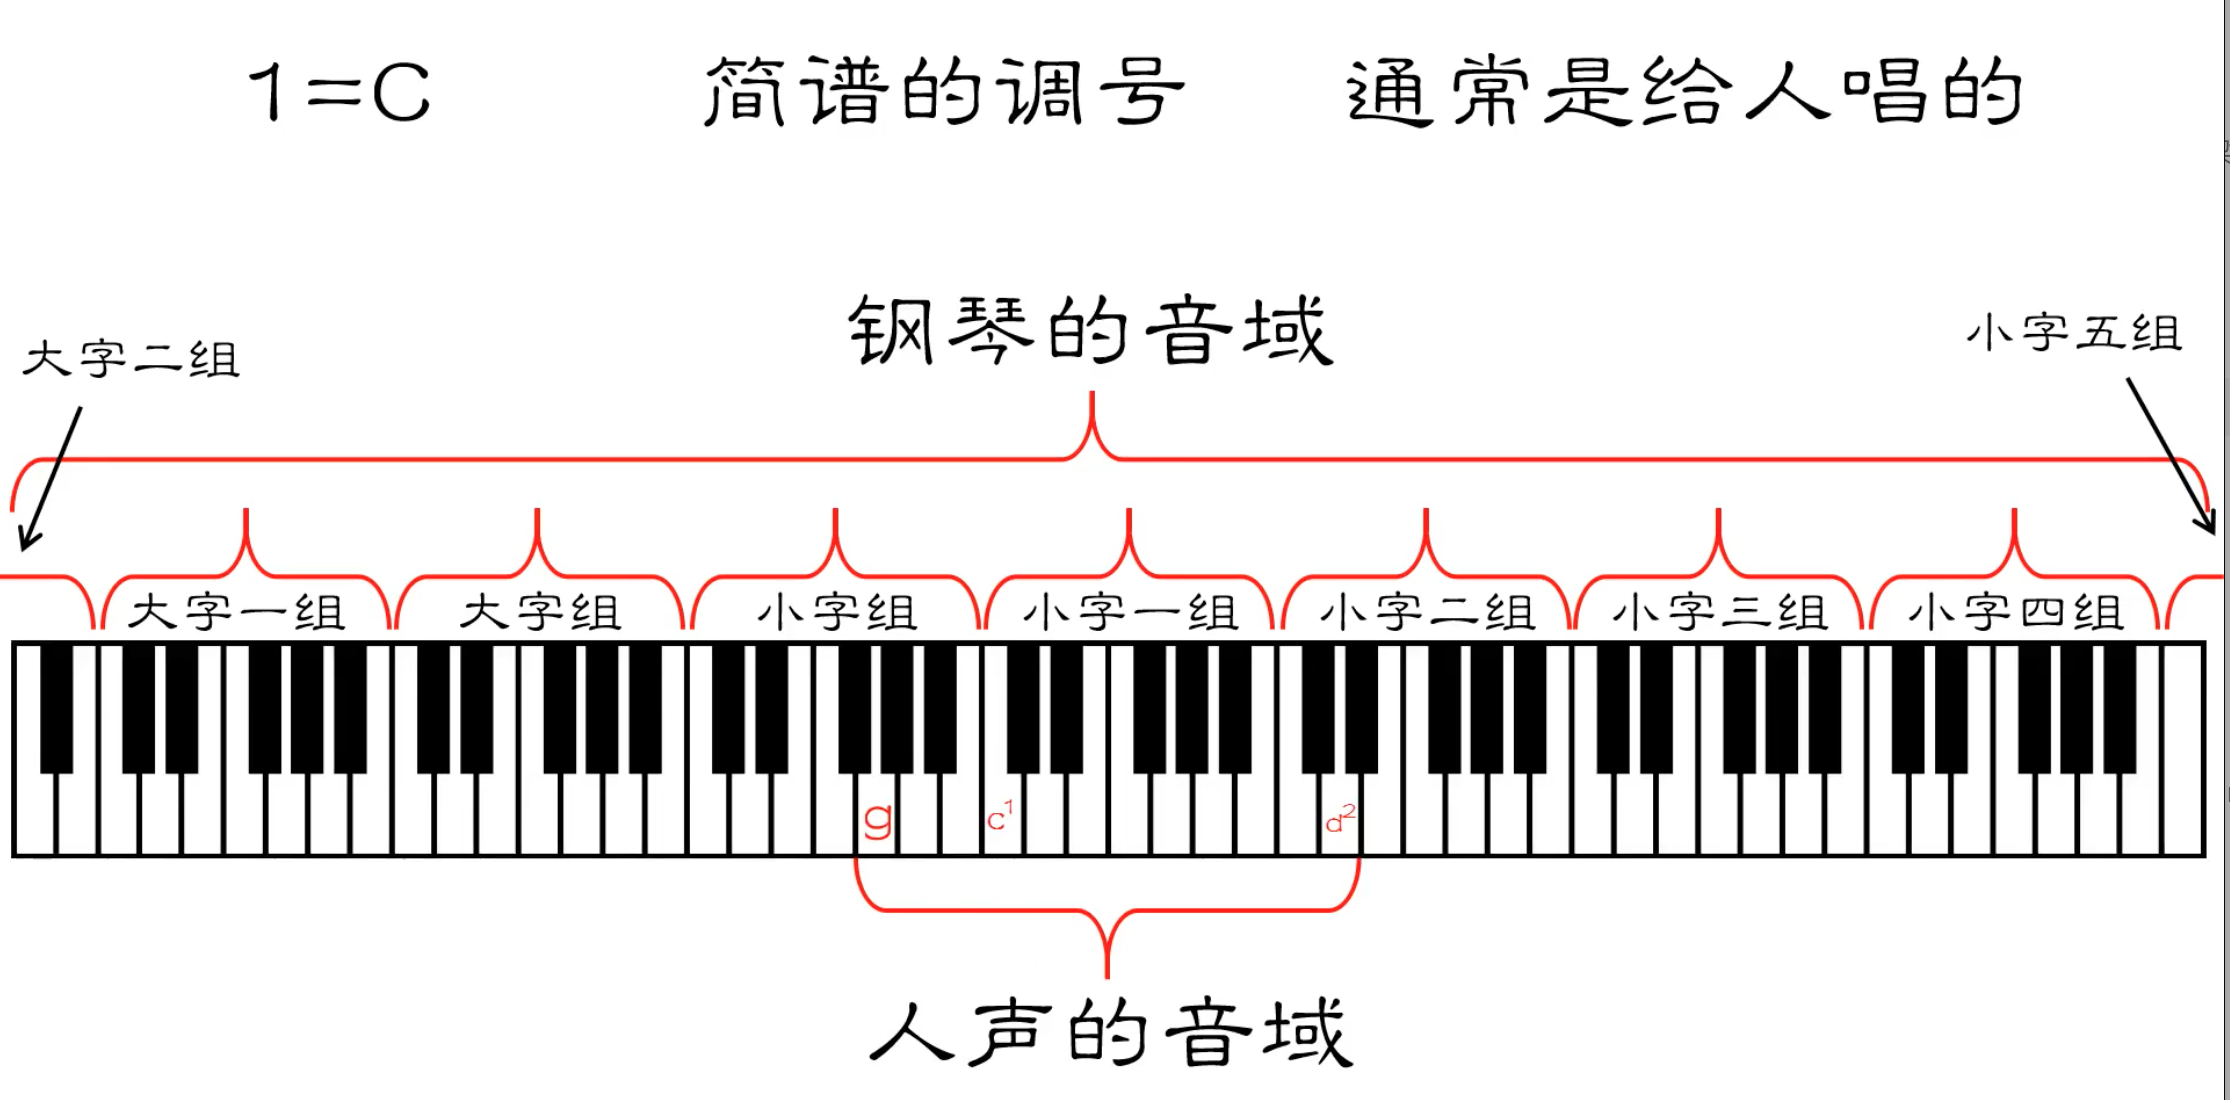 1=C 简谱的调号 通常是给人唱的
钢琴的音域
大字二组 小字五组
大字一组 大字组 小字组 小字一组 小字二组 小字三组 小字四组
g c¹ d²
人声的音域